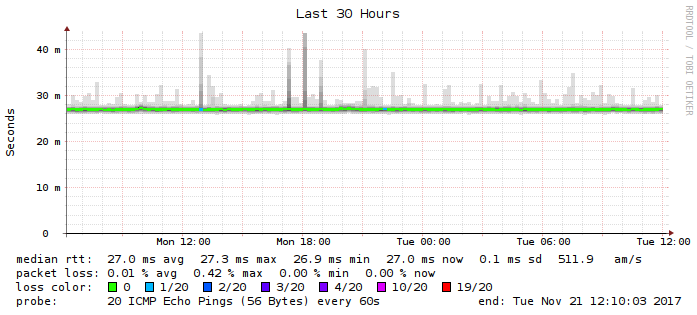 Last 30 Hours
RRDTOOL / TOBI OETIKER
Seconds
40 m
30 m
20 m
10 m
0
Mon 12:00 Mon 18:00 Tue 00:00 Tue 06:00 Tue 12:00
median rtt: 27.0 ms avg 27.3 ms max 26.9 ms min 27.0 ms now 0.1 ms sd 511.9 am/s
packet loss: 0.01 % avg 0.42 % max 0.00 % min 0.00 % now
loss color: 0 1/20 2/20 3/20 4/20 10/20 19/20
probe: 20 ICMP Echo Pings (56 Bytes) every 60s end: Tue Nov 21 12:10:03 2017